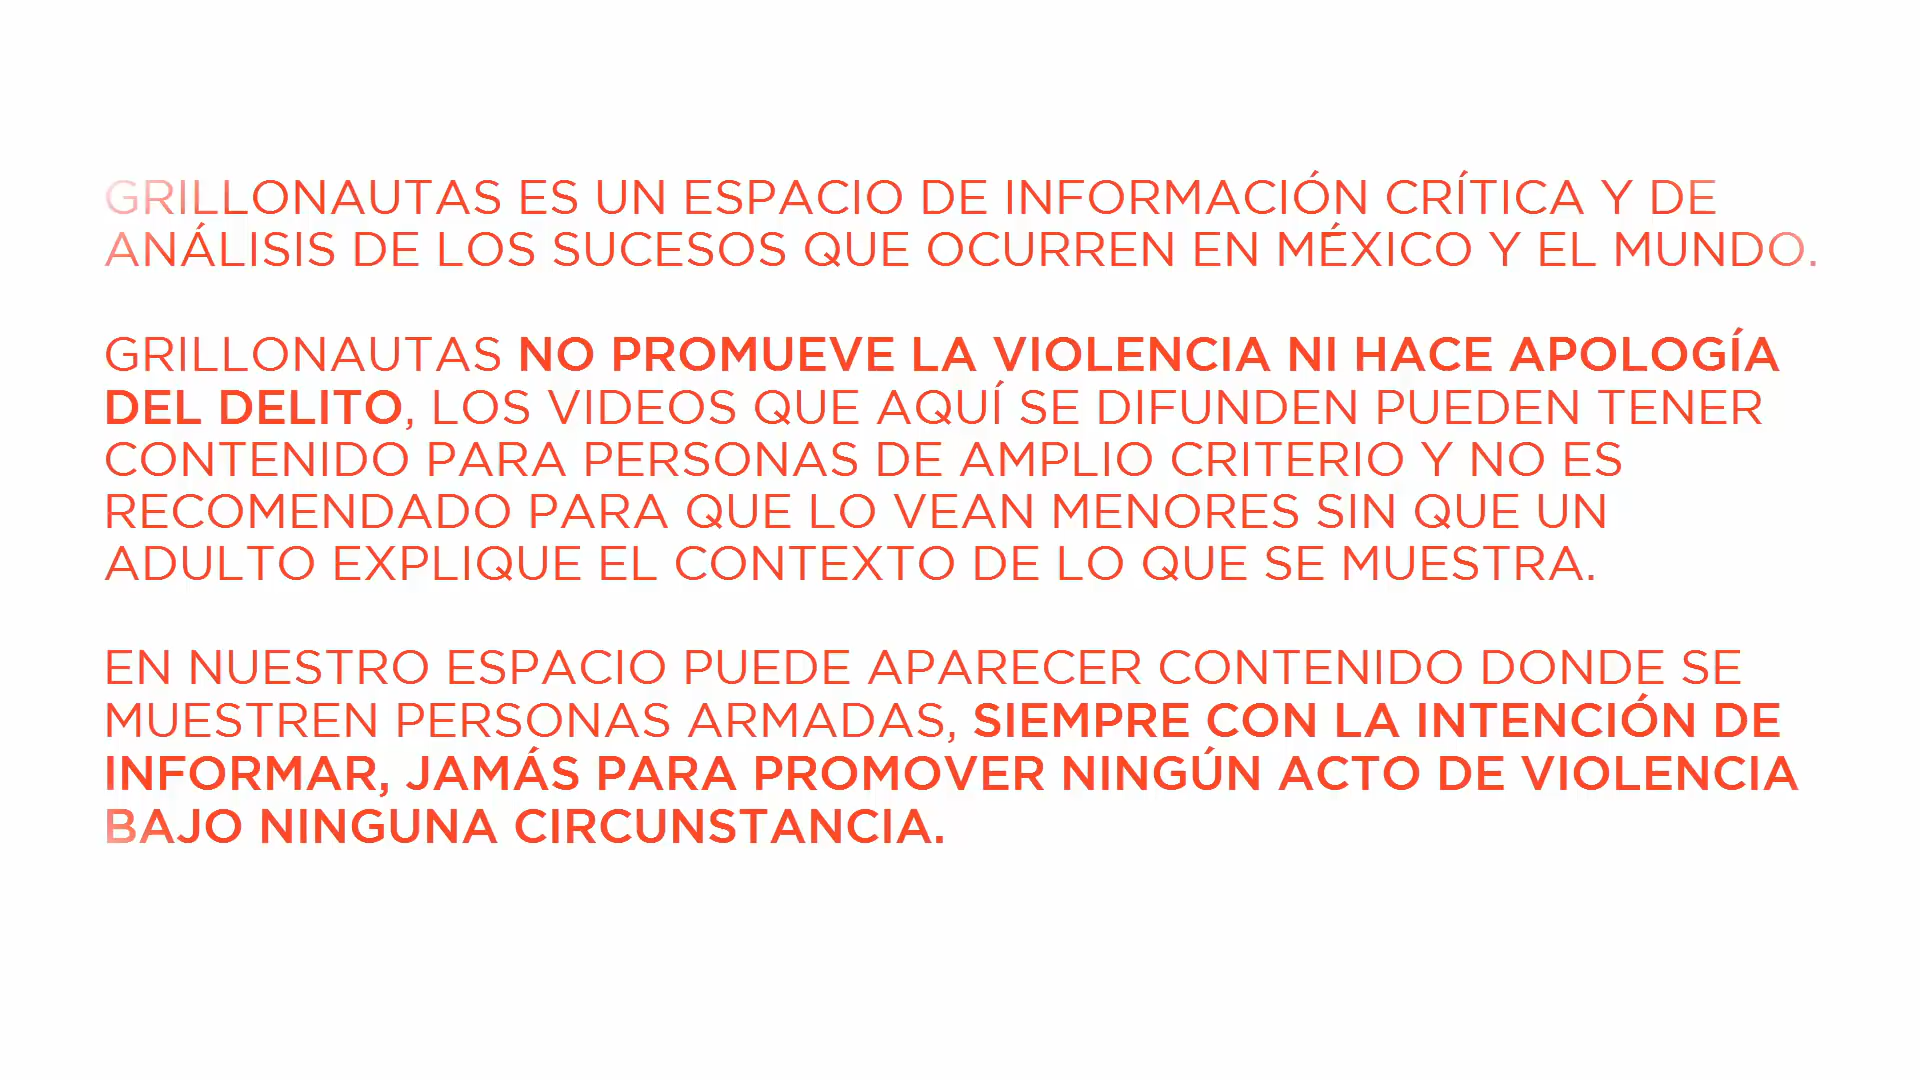 GRILLONAUTAS ES UN ESPACIO DE INFORMACIÓN CRÍTICA Y DE
ANÁLISIS DE LOS SUCESOS QUE OCURREN EN MÉXICO Y EL MUNDO.
GRILLONAUTAS NO PROMUEVE LA VIOLENCIA NI HACE APOLOGÍA
DEL DELITO, LOS VIDEOS QUE AQUÍ SE DIFUNDEN PUEDEN TENER
CONTENIDO PARA PERSONAS DE AMPLIO CRITERIO Y NO ES
RECOMENDADO PARA QUE LO VEAN MENORES SIN QUE UN
ADULTO EXPLIQUE EL CONTEXTO DE LO QUE SE MUESTRA.
EN NUESTRO ESPACIO PUEDE APARECER CONTENIDO DONDE SE
MUESTREN PERSONAS ARMADAS, SIEMPRE CON LA INTENCIÓN DE
INFORMAR, JAMÁS PARA PROMOVER NINGÚN ACTO DE VIOLENCIA
BAJO NINGUNA CIRCUNSTANCIA.